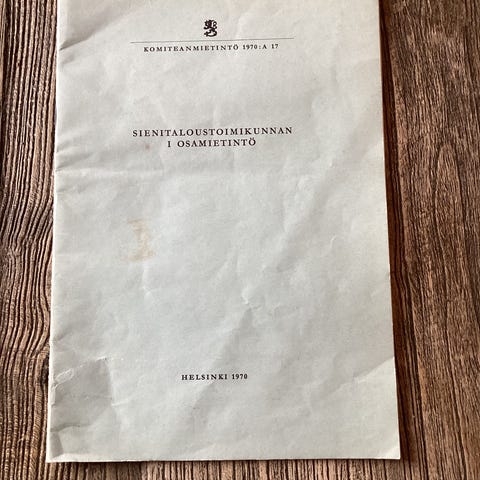 KOMITEANMIETINTÖ 1970: A 17
SIENITALOUSTOIMIKUNNAN
I OSAMIETINTÖ
HELSINKI 1970